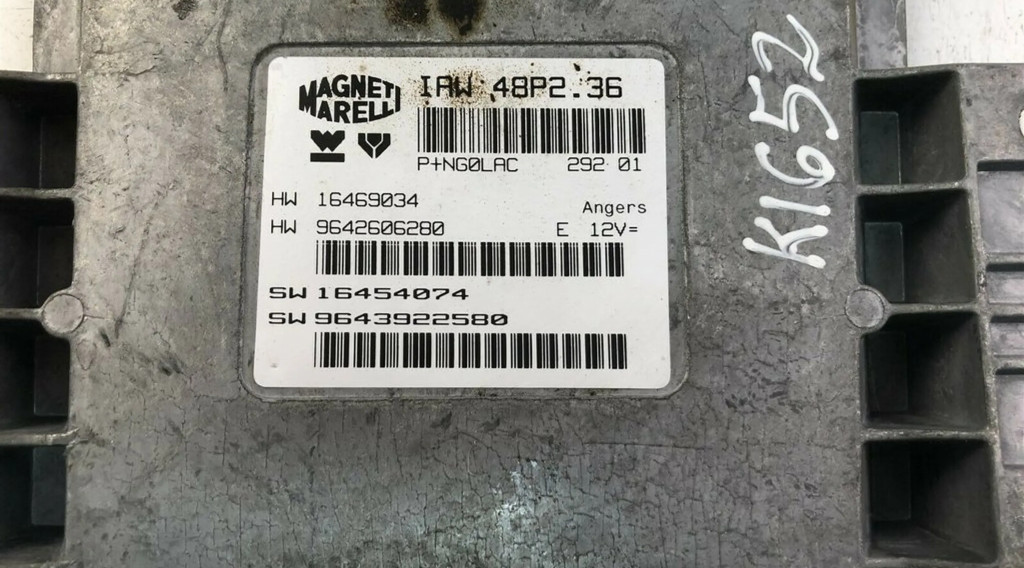 MAGNETI
MARELLI
IAW 48P2.36
P+NG0LAC 292 01
HW 16469034
Angers
HW 9642606280 E 12V=
SW 16454074
SW 9643922580
K1652